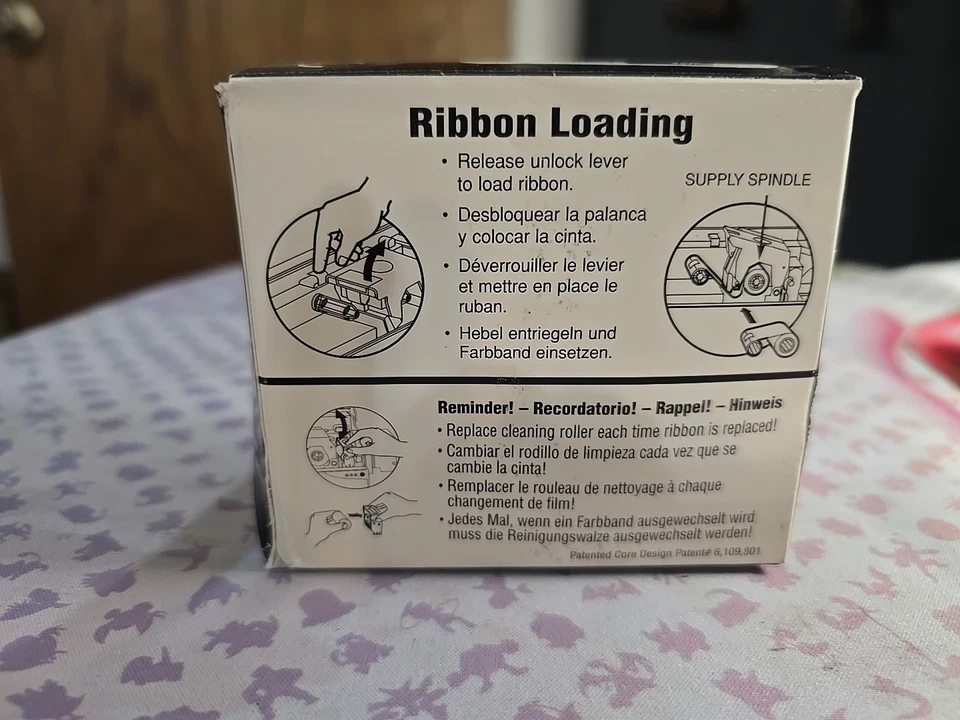 Ribbon Loading
• Release unlock lever
to load ribbon.
SUPPLY SPINDLE
• Desbloquear la palanca
y colocar la cinta.
• Déverrouiller le levier
et mettre en place le
ruban.
• Hebel entriegeln und
Farbband einsetzen.
Reminder! – Recordatorio! – Rappel! – Hinweis
• Replace cleaning roller each time ribbon is replaced!
• Cambiar el rodillo de limpieza cada vez que se
cambie la cinta!
• Remplacer le rouleau de nettoyage à chaque
changement de film!
• Jedes Mal, wenn ein Farbband ausgewechselt wird
muss die Reinigungswalze ausgewechselt werden!
Patented Core Design Patent# 6,109,801